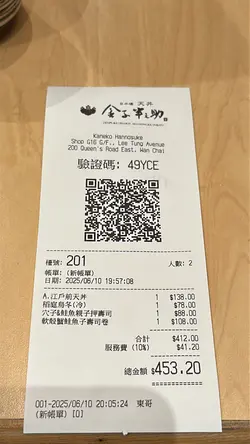 日本橋 天丼
金子半之助
Kaneko Hannosuke
Shop G16 G/F., Lee Tung Avenue
200 Queen's Road East, Wan Chai
驗證碼: 49YCE
檯號: 201 人數: 2
帳單: (新帳單)
日期: 2025/06/10 19:57:08
A.江戶前天丼 1 $138.00
稻庭烏冬(冷) 1 $78.00
穴子&鮭魚親子押壽司 1 $88.00
軟殼蟹鮭魚子壽司卷 1 $108.00
合計 $412.00
服務費 (10%) $41.20
總金額 $453.20
001-2025/06/10 20:05:24 東哥
(新帳單) [0]